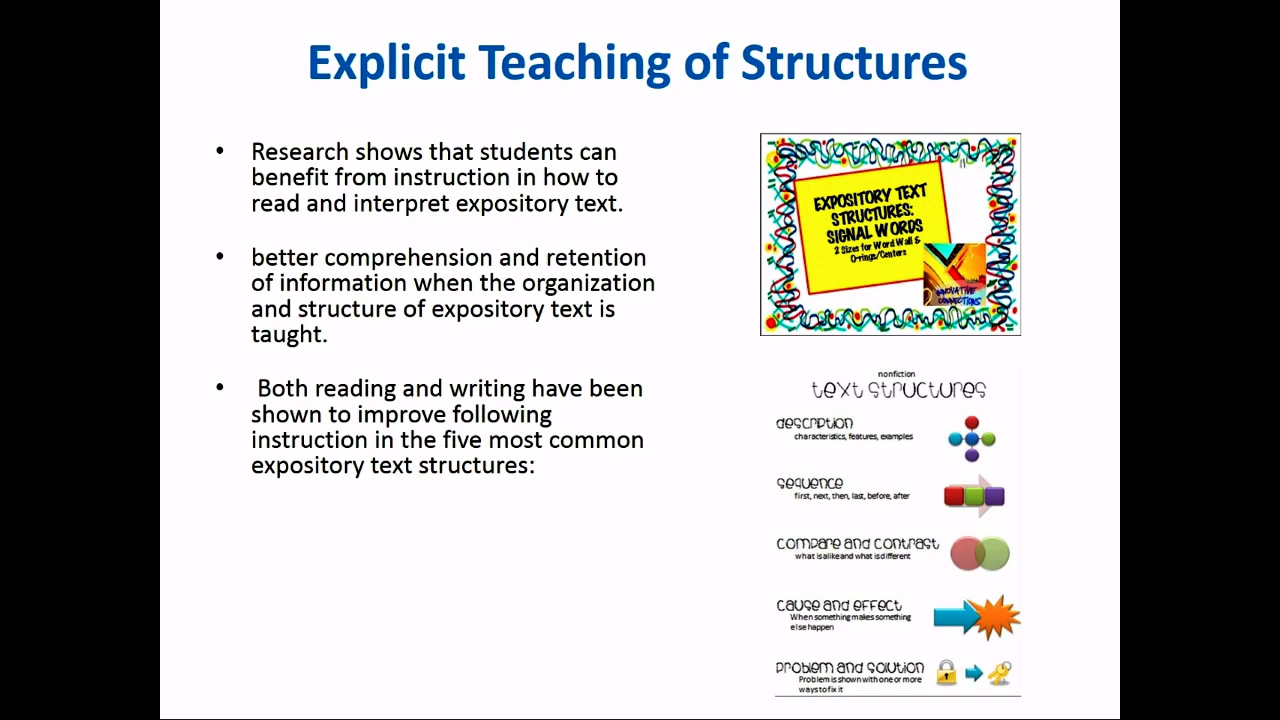 Explicit Teaching of Structures
• Research shows that students can
benefit from instruction in how to
read and interpret expository text.
• better comprehension and retention
of information when the organization
and structure of expository text is
taught.
• Both reading and writing have been
shown to improve following
instruction in the five most common
expository text structures:
EXPOSITORY TEXT
STRUCTURES:
SIGNAL WORDS
2 Sizes for Word Wall &
O-rings/Centers
INNOVATIVE
CONNECTIONS
nonfiction
text structures
description
characteristics, features, examples
sequence
first, next, then, last, before, after
compare and contrast
what is alike and what is different
cause and effect
When something makes something
else happen
problem and solution
Problem is shown with one or more
ways to fix it